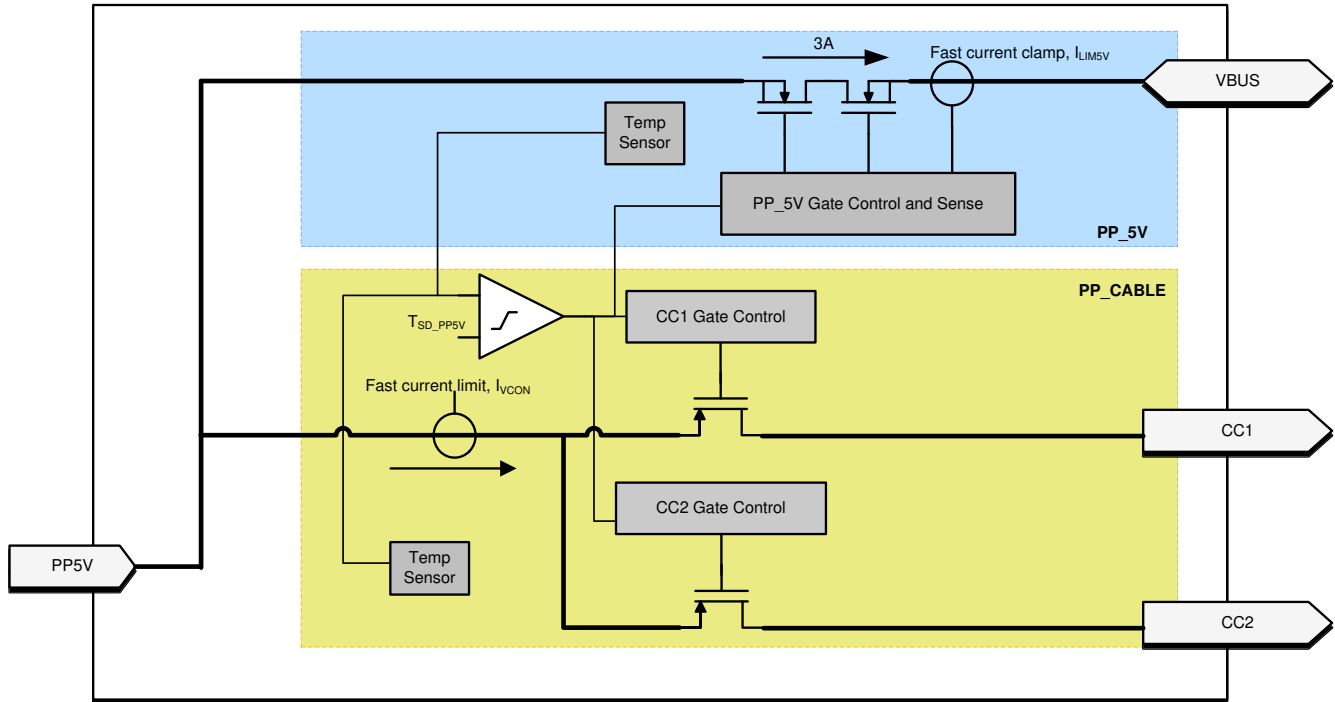 3A
Fast current clamp, ILIM5V
VBUS
Temp
Sensor
PP_5V Gate Control and Sense
PP_5V
PP_CABLE
CC1 Gate Control
TSD_PP5V
Fast current limit, IVCON
CC1
CC2 Gate Control
Temp
Sensor
PP5V
CC2